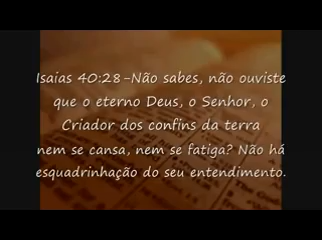 Isaias 40:28-Não sabes, não ouviste
que o eterno Deus, o Senhor, o
Criador dos confins da terra
nem se cansa, nem se fatiga? Não há
esquadrinhação do seu entendimento.